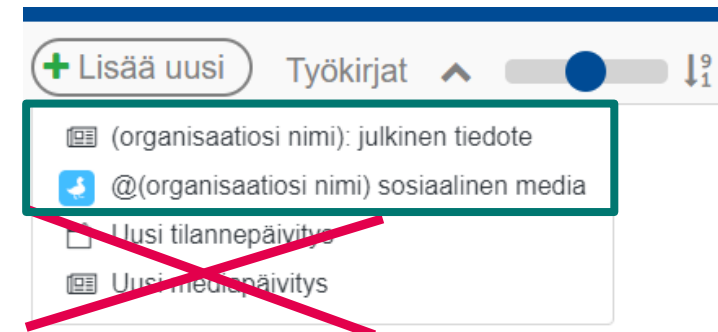 + Lisää uusi Työkirjat 9 1
(organisaatiosi nimi): julkinen tiedote
@(organisaatiosi nimi) sosiaalinen media
Uusi tilannepäivitys
Uusi mediapäivitys